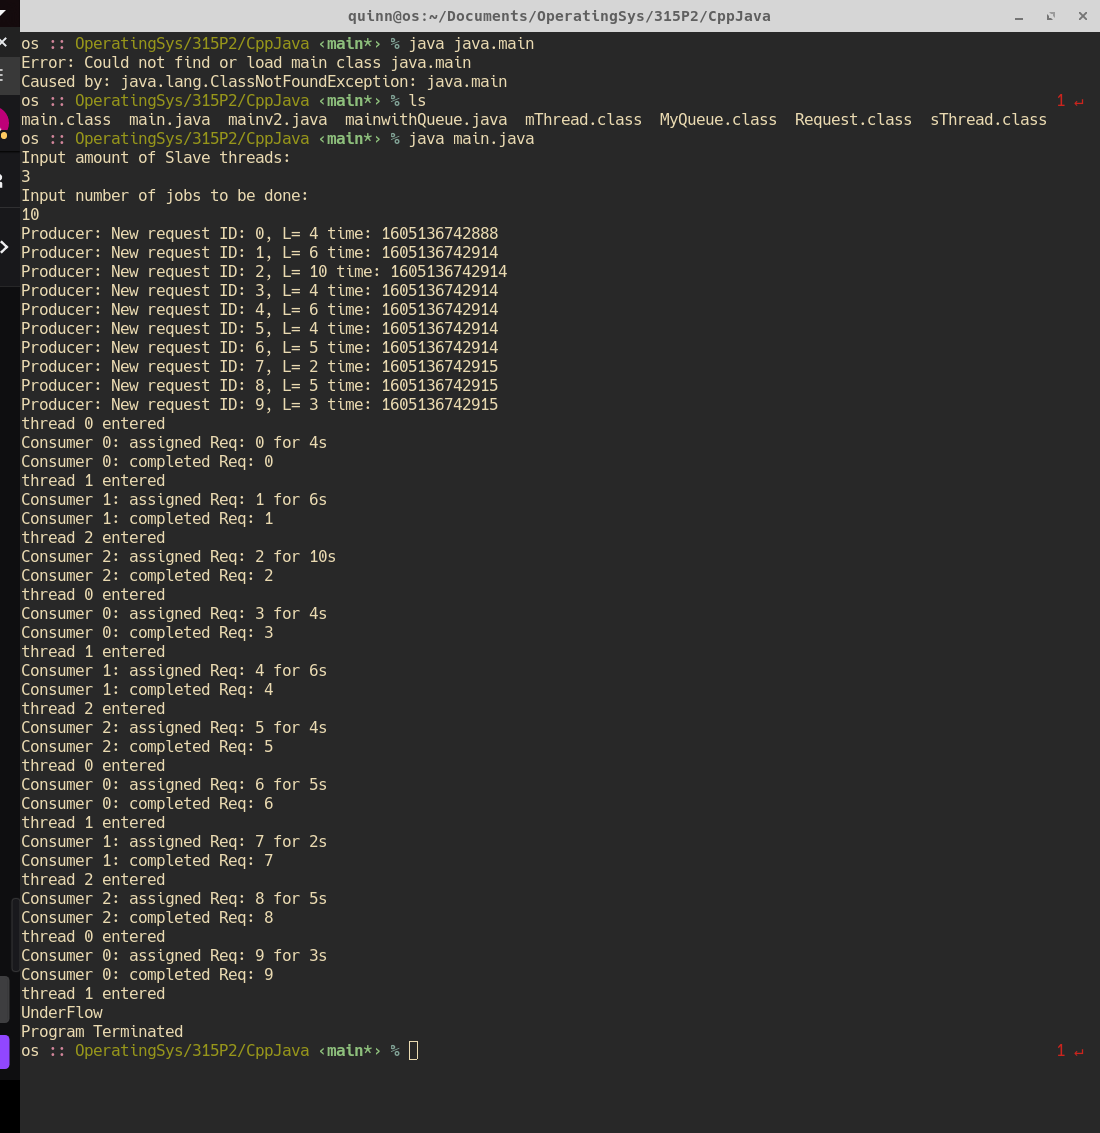 quinn@os:~/Documents/OperatingSys/315P2/CppJava
os :: OperatingSys/315P2/CppJava ‹main*› % java java.main
Error: Could not find or load main class java.main
Caused by: java.lang.ClassNotFoundException: java.main
os :: OperatingSys/315P2/CppJava ‹main*› % ls 1 ↵
main.class main.java mainv2.java mainwithQueue.java mThread.class MyQueue.class Request.class sThread.class
os :: OperatingSys/315P2/CppJava ‹main*› % java main.java
Input amount of Slave threads:
3
Input number of jobs to be done:
10
Producer: New request ID: 0, L= 4 time: 1605136742888
Producer: New request ID: 1, L= 6 time: 1605136742914
Producer: New request ID: 2, L= 10 time: 1605136742914
Producer: New request ID: 3, L= 4 time: 1605136742914
Producer: New request ID: 4, L= 6 time: 1605136742914
Producer: New request ID: 5, L= 4 time: 1605136742914
Producer: New request ID: 6, L= 5 time: 1605136742914
Producer: New request ID: 7, L= 2 time: 1605136742915
Producer: New request ID: 8, L= 5 time: 1605136742915
Producer: New request ID: 9, L= 3 time: 1605136742915
thread 0 entered
Consumer 0: assigned Req: 0 for 4s
Consumer 0: completed Req: 0
thread 1 entered
Consumer 1: assigned Req: 1 for 6s
Consumer 1: completed Req: 1
thread 2 entered
Consumer 2: assigned Req: 2 for 10s
Consumer 2: completed Req: 2
thread 0 entered
Consumer 0: assigned Req: 3 for 4s
Consumer 0: completed Req: 3
thread 1 entered
Consumer 1: assigned Req: 4 for 6s
Consumer 1: completed Req: 4
thread 2 entered
Consumer 2: assigned Req: 5 for 4s
Consumer 2: completed Req: 5
thread 0 entered
Consumer 0: assigned Req: 6 for 5s
Consumer 0: completed Req: 6
thread 1 entered
Consumer 1: assigned Req: 7 for 2s
Consumer 1: completed Req: 7
thread 2 entered
Consumer 2: assigned Req: 8 for 5s
Consumer 2: completed Req: 8
thread 0 entered
Consumer 0: assigned Req: 9 for 3s
Consumer 0: completed Req: 9
thread 1 entered
UnderFlow
Program Terminated
os :: OperatingSys/315P2/CppJava ‹main*› % 1 ↵